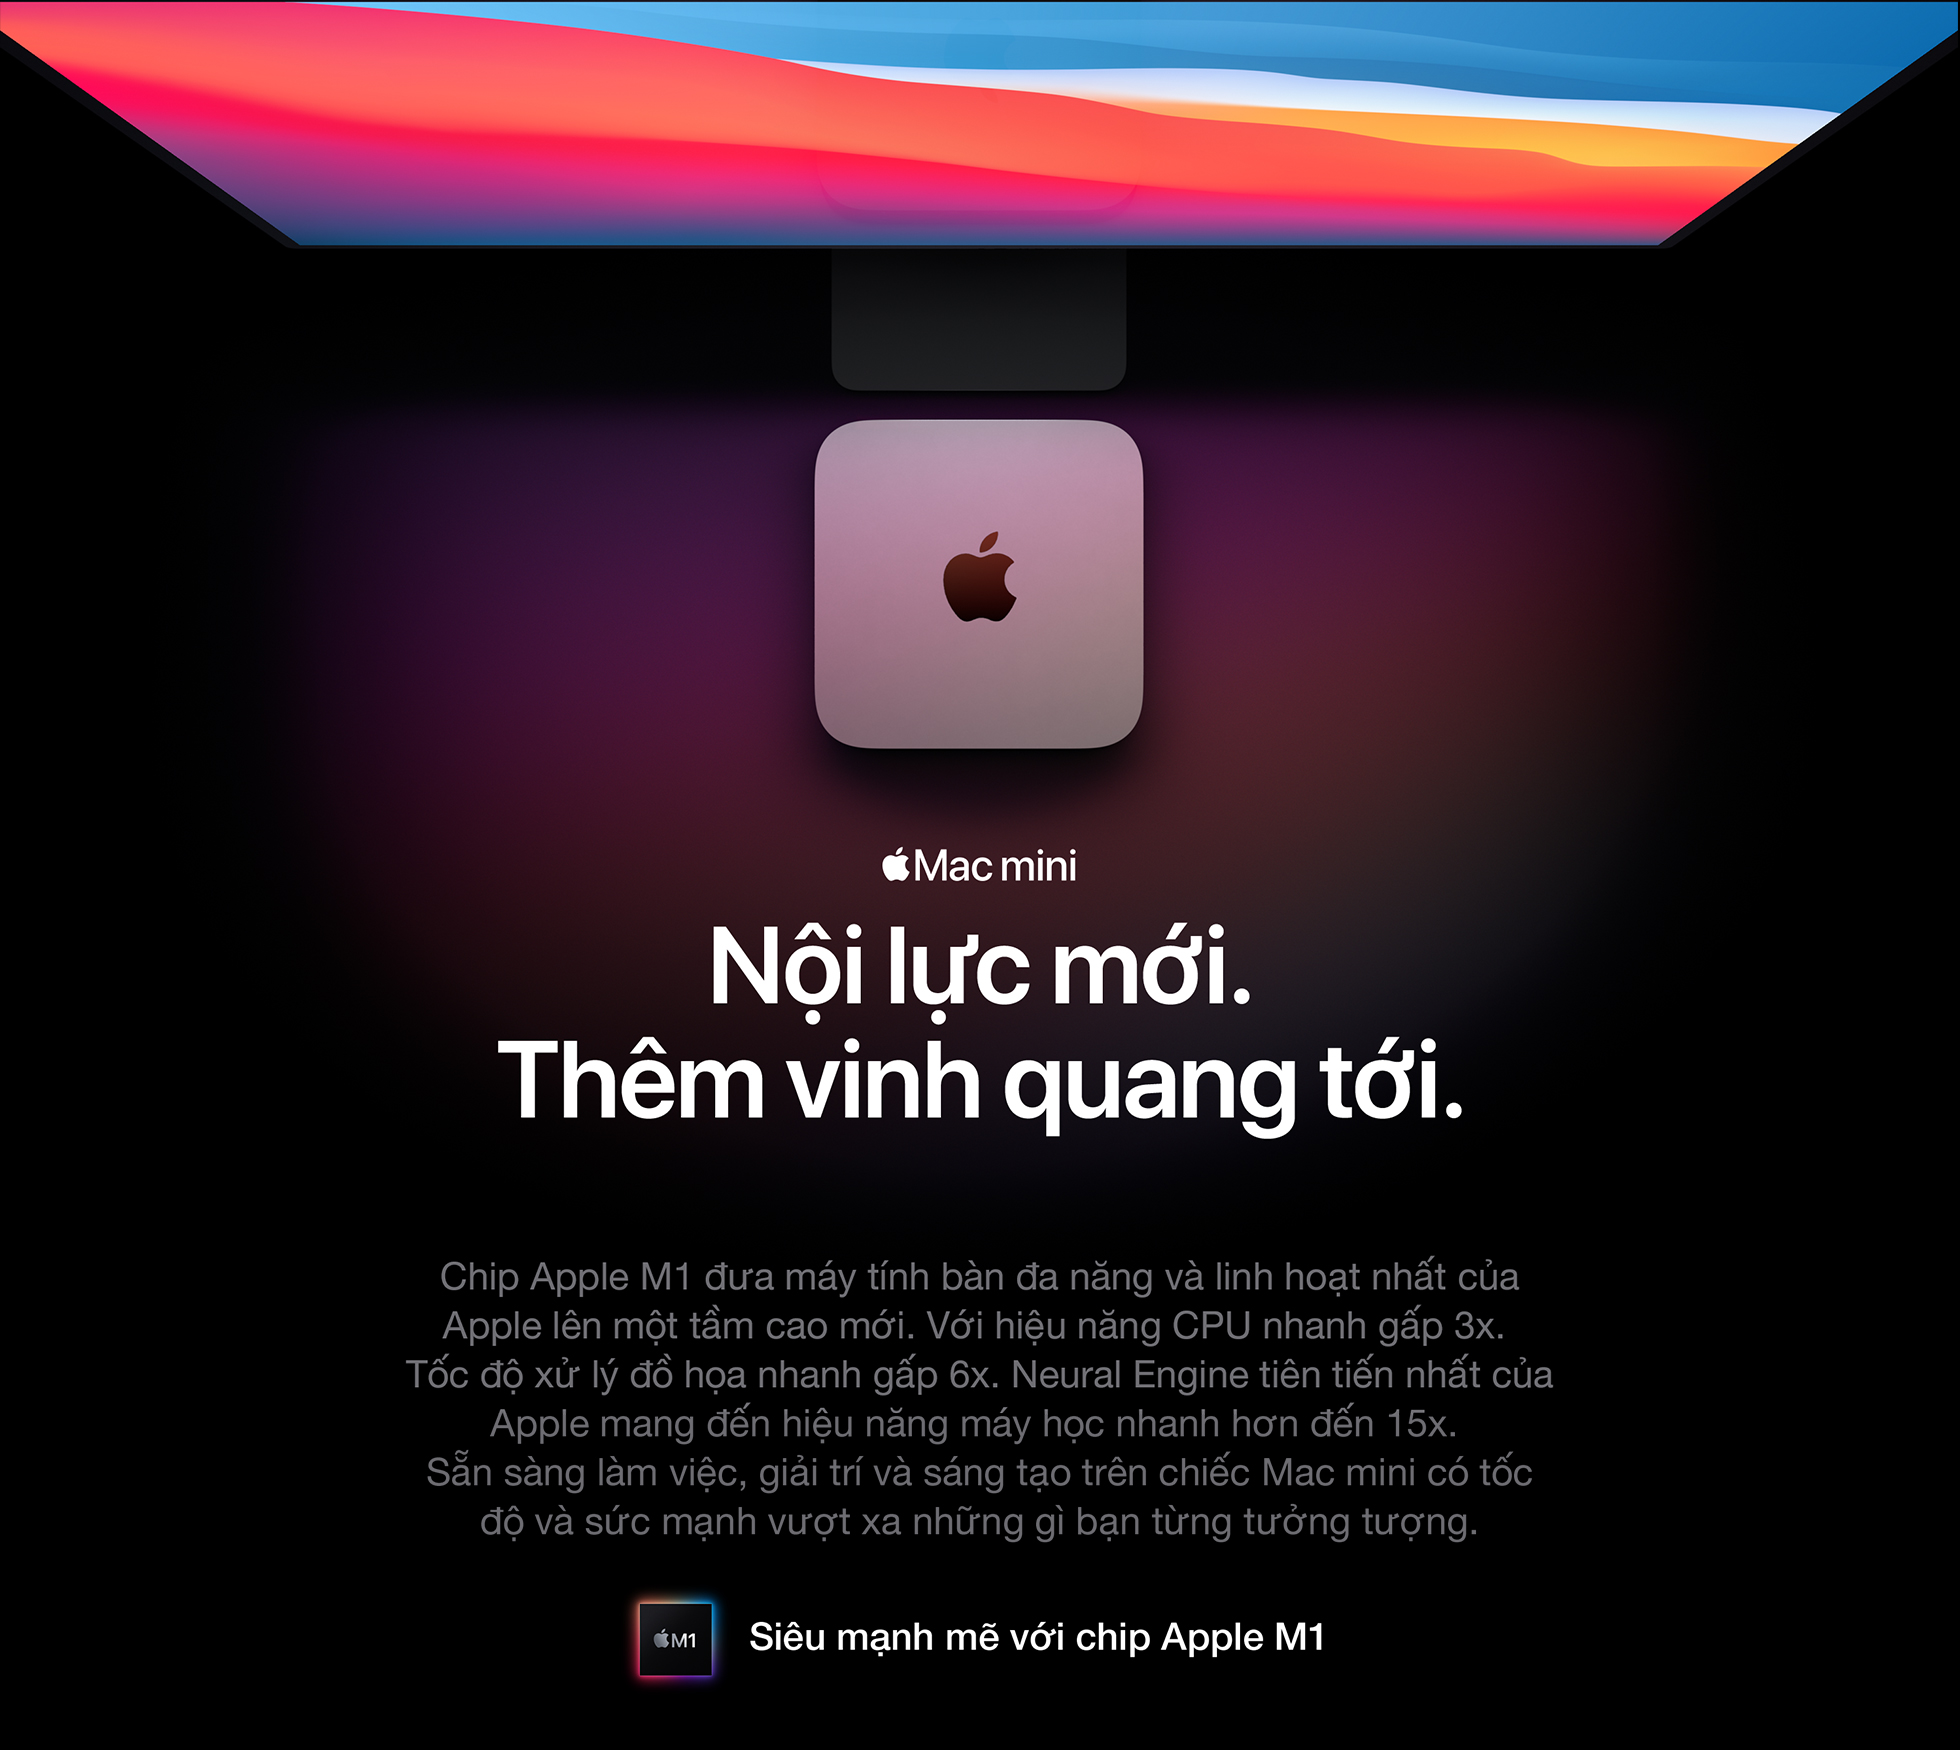 Mac mini
Nội lực mới.
Thêm vinh quang tới.
Chip Apple M1 đưa máy tính bàn đa năng và linh hoạt nhất của
Apple lên một tầm cao mới. Với hiệu năng CPU nhanh gấp 3x.
Tốc độ xử lý đồ họa nhanh gấp 6x. Neural Engine tiên tiến nhất của
Apple mang đến hiệu năng máy học nhanh hơn đến 15x.
Sẵn sàng làm việc, giải trí và sáng tạo trên chiếc Mac mini có tốc
độ và sức mạnh vượt xa những gì bạn từng tưởng tượng.
M1
Siêu mạnh mẽ với chip Apple M1